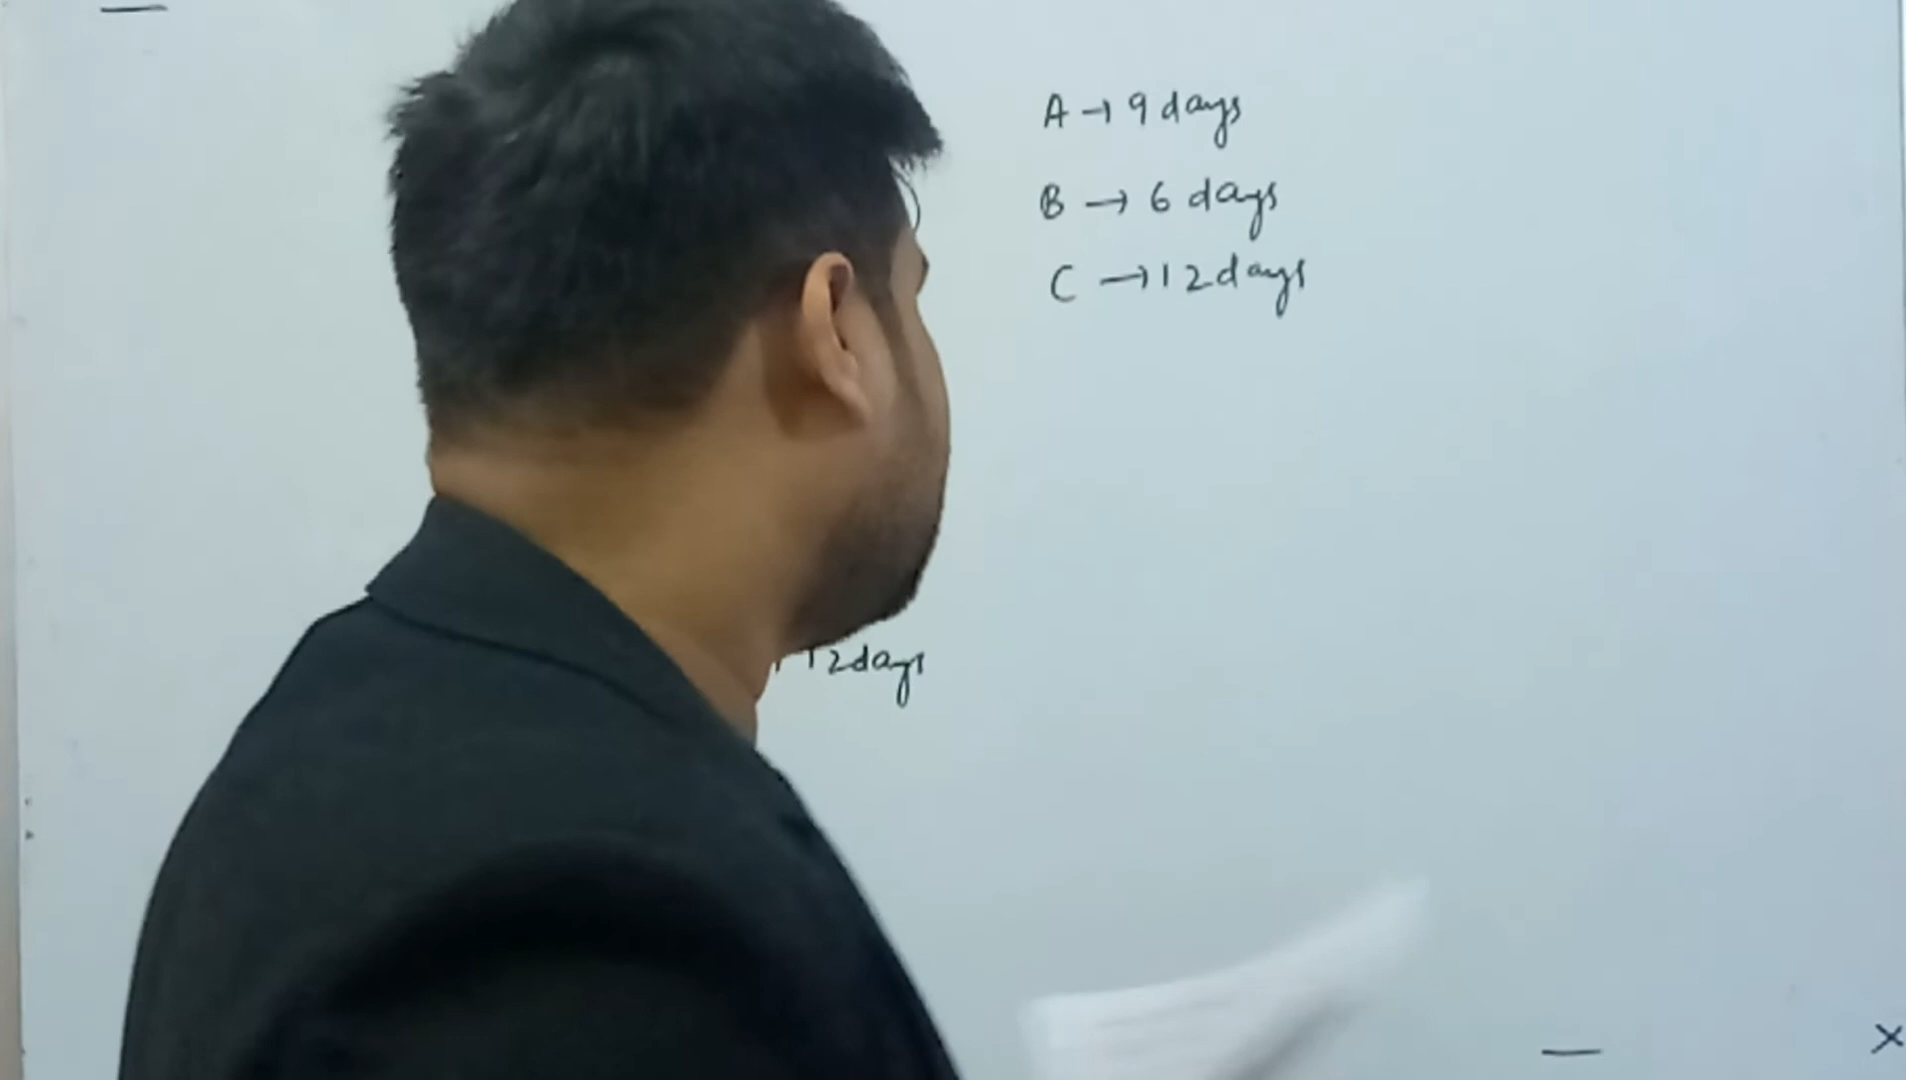 A → 9 days
B → 6 days
C → 12 days
12 days